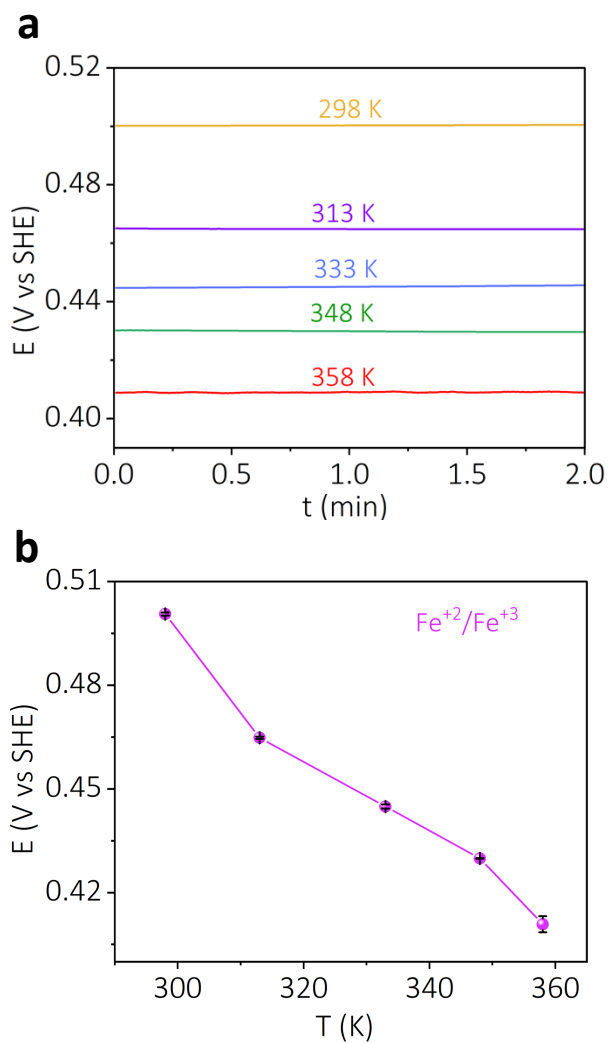 a
0.52
0.48
0.44
0.40
E (V vs SHE)
298 K
313 K
333 K
348 K
358 K
0.0 0.5 1.0 1.5 2.0
t (min)
b
0.51
0.48
0.45
0.42
E (V vs SHE)
Fe⁺²/Fe⁺³
300 320 340 360
T (K)